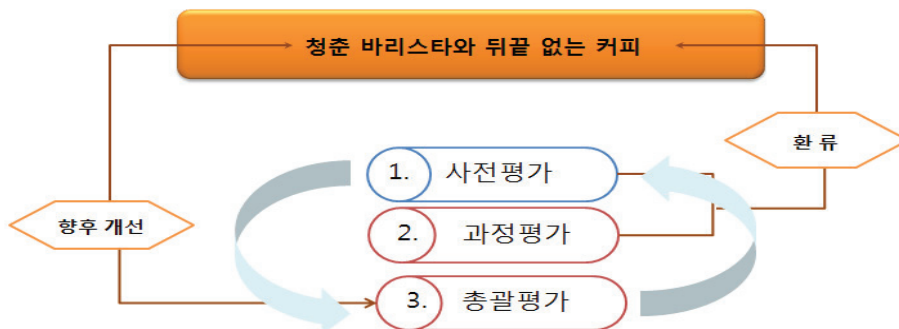 청춘 바리스타와 뒤끝 없는 커피
환 류
1. 사전평가
향후 개선
2. 과정평가
3. 총괄평가